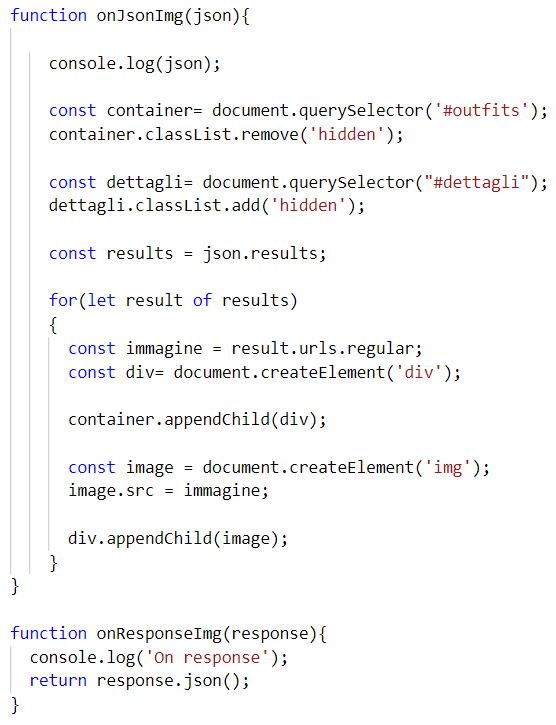 function onJsonImg(json){
console.log(json);
const container= document.querySelector('#outfits');
container.classList.remove('hidden');
const dettagli= document.querySelector("#dettagli");
dettagli.classList.add('hidden');
const results = json.results;
for(let result of results)
{
const immagine = result.urls.regular;
const div= document.createElement('div');
container.appendChild(div);
const image = document.createElement('img');
image.src = immagine;
div.appendChild(image);
}
}
function onResponseImg(response){
console.log('On response');
return response.json();
}